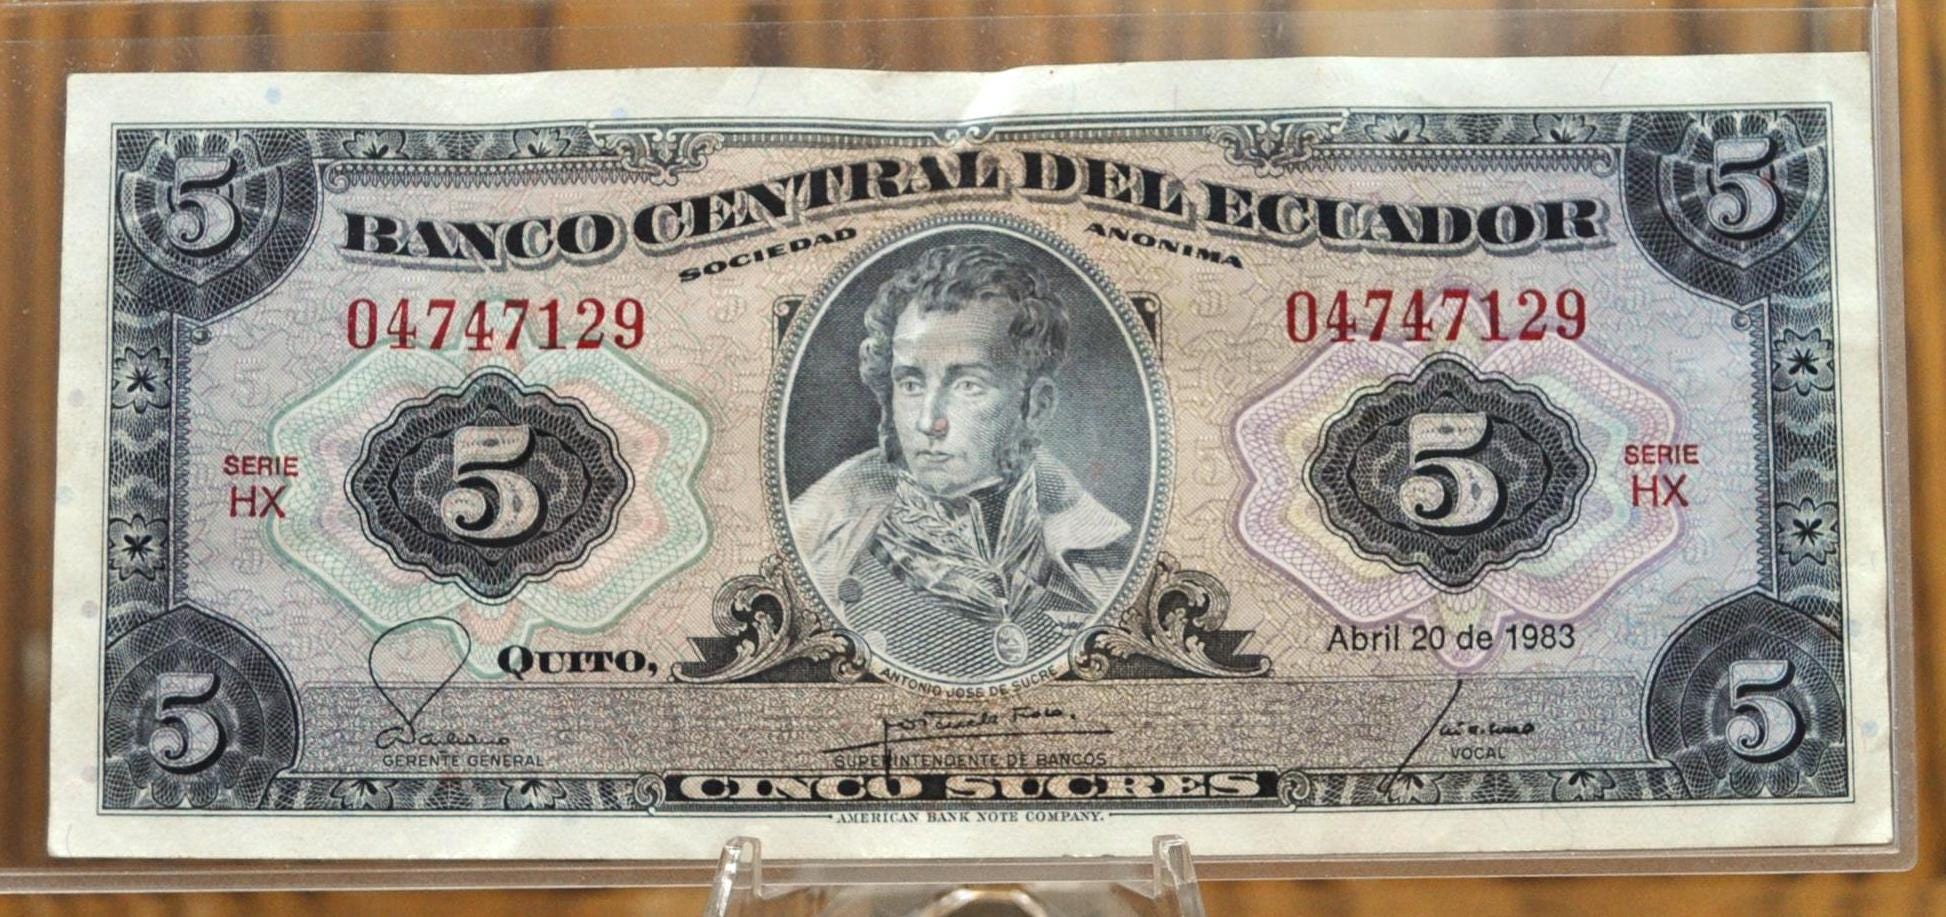 5 5
BANCO CENTRAL DEL ECUADOR
SOCIEDAD ANONIMA
04747129 04747129
SERIE HX 5 5 SERIE HX
QUITO, Abril 20 de 1983
ANTONIO JOSE DE SUCRE
5 5
GERENTE GENERAL SUPERINTENDENTE DE BANCOS VOCAL
CINCO SUCRES
AMERICAN BANK NOTE COMPANY.